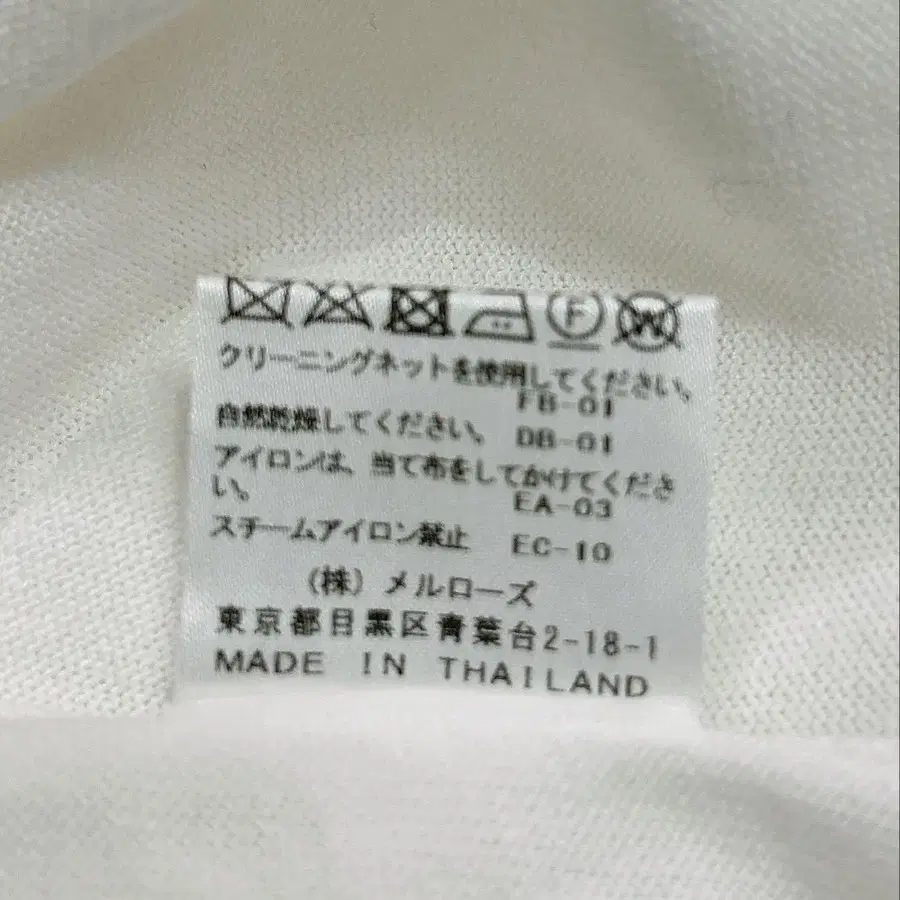 F W
クリーニングネットを使用してください。
FB-01
自然乾燥してください。 DB-01
アイロンは、当て布をしてかけてくださ
い。
EA-03
スチームアイロン禁止 EC-10
(株) メルローズ
東京都目黒区青葉台2-18-1
MADE IN THAILAND